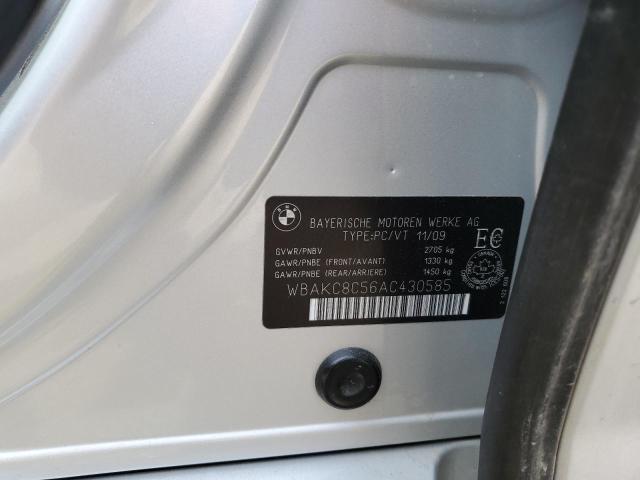 BMW
BAYERISCHE MOTOREN WERKE AG
TYPE:PC/VT 11/09
EC
GVWR/PNBV 2705 kg
GAWR/PNBE (FRONT/AVANT) 1330 kg
GAWR/PNBE (REAR/ARRIERE) 1450 kg
WBAKC8C56AC430585